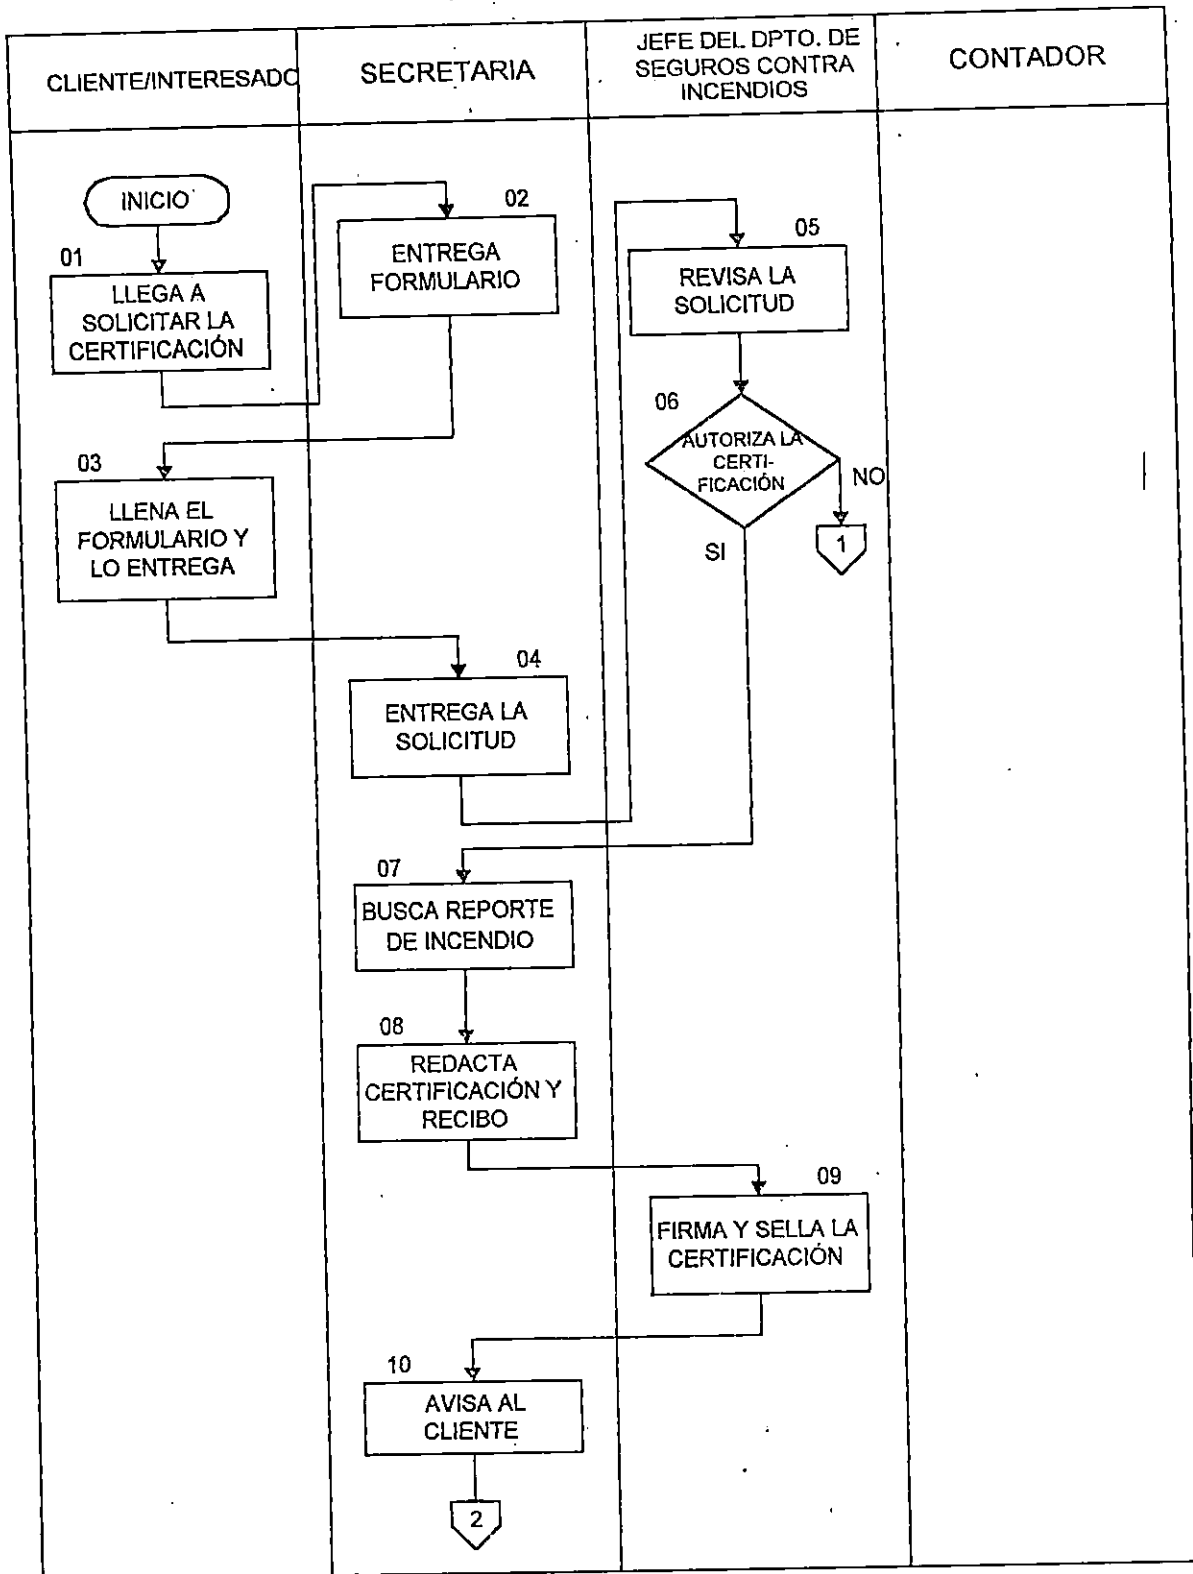 CLIENTE/INTERESADO
SECRETARIA
JEFE DEL DPTO. DE
SEGUROS CONTRA
INCENDIOS
CONTADOR
INICIO
01
LLEGA A
SOLICITAR LA
CERTIFICACIÓN
02
ENTREGA
FORMULARIO
03
LLENA EL
FORMULARIO Y
LO ENTREGA
04
ENTREGA LA
SOLICITUD
05
REVISA LA
SOLICITUD
06
AUTORIZA LA
CERTI-
FICACIÓN
NO
1
SI
07
BUSCA REPORTE
DE INCENDIO
08
REDACTA
CERTIFICACIÓN Y
RECIBO
09
FIRMA Y SELLA LA
CERTIFICACIÓN
10
AVISA AL
CLIENTE
2